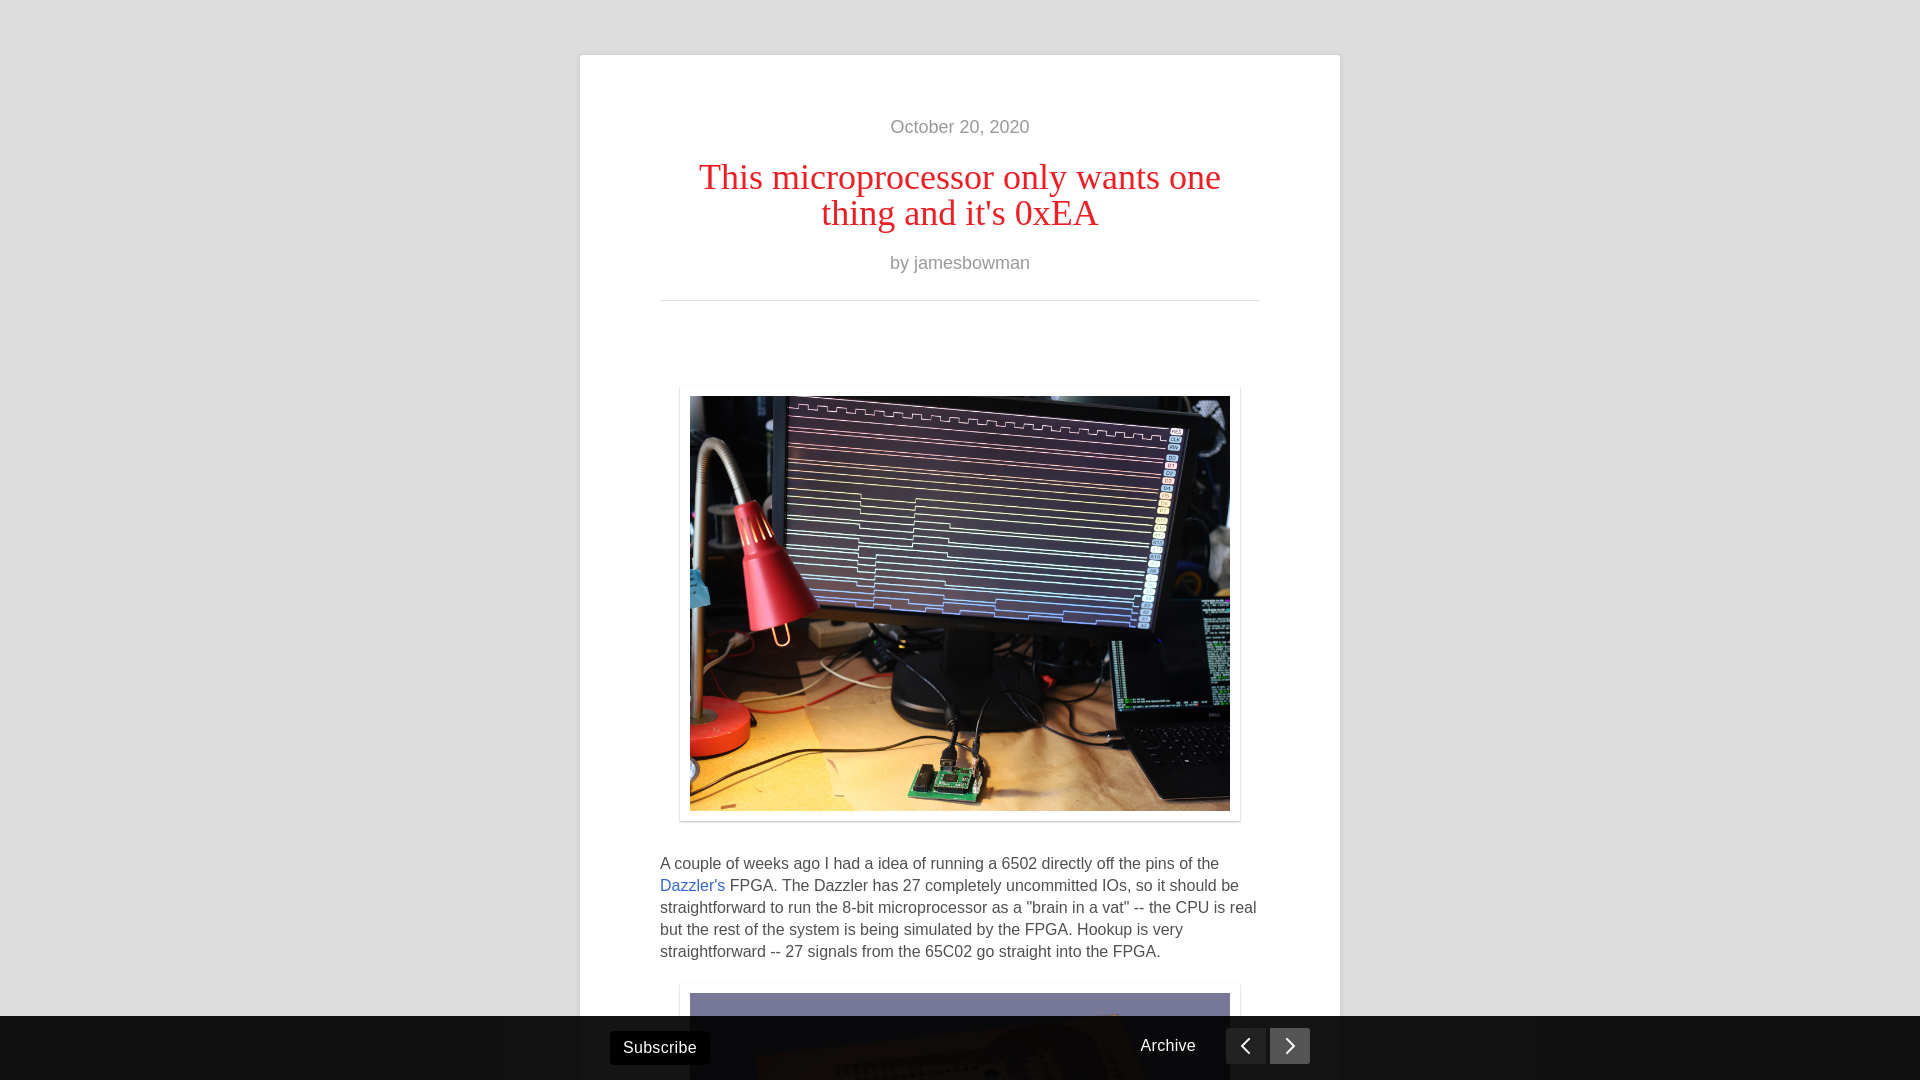 October 20, 2020
This microprocessor only wants one
thing and it's 0xEA
by jamesbowman
A couple of weeks ago I had a idea of running a 6502 directly off the pins of the
Dazzler's FPGA. The Dazzler has 27 completely uncommitted IOs, so it should be
straightforward to run the 8-bit microprocessor as a "brain in a vat" -- the CPU is real
but the rest of the system is being simulated by the FPGA. Hookup is very
straightforward -- 27 signals from the 65C02 go straight into the FPGA.
Subscribe
Archive